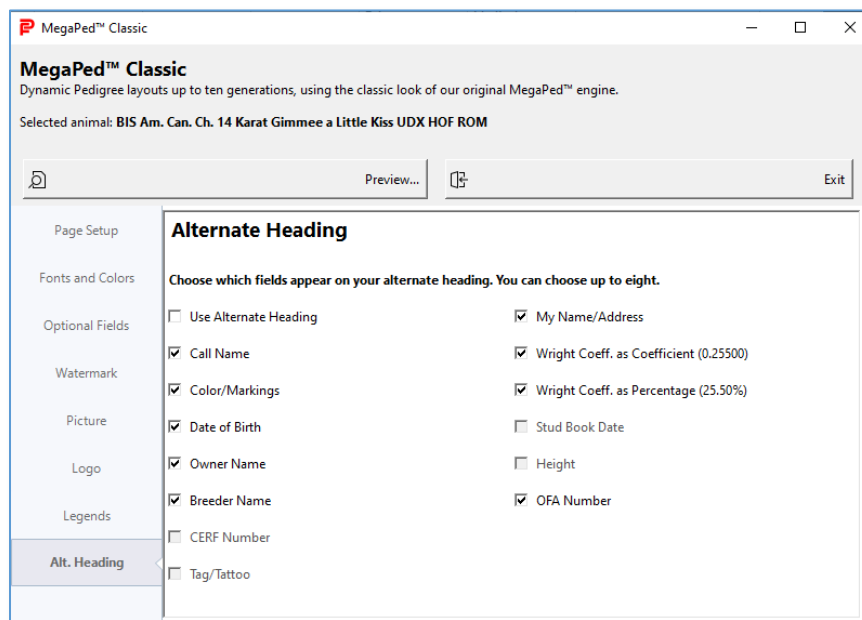 MegaPed™ Classic
MegaPed™ Classic
Dynamic Pedigree layouts up to ten generations, using the classic look of our original MegaPed™ engine.
Selected animal: BIS Am. Can. Ch. 14 Karat Gimmee a Little Kiss UDX HOF ROM
Preview...
Exit
Page Setup
Fonts and Colors
Optional Fields
Watermark
Picture
Logo
Legends
Alt. Heading
Alternate Heading
Choose which fields appear on your alternate heading. You can choose up to eight.
Use Alternate Heading
Call Name
Color/Markings
Date of Birth
Owner Name
Breeder Name
CERF Number
Tag/Tattoo
My Name/Address
Wright Coeff. as Coefficient (0.25500)
Wright Coeff. as Percentage (25.50%)
Stud Book Date
Height
OFA Number